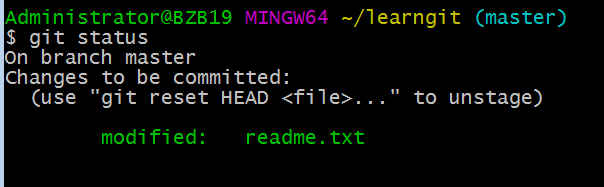 Administrator@BZB19 MINGW64 ~/learngit (master)
$ git status
On branch master
Changes to be committed:
  (use "git reset HEAD <file>..." to unstage)
        modified:   readme.txt